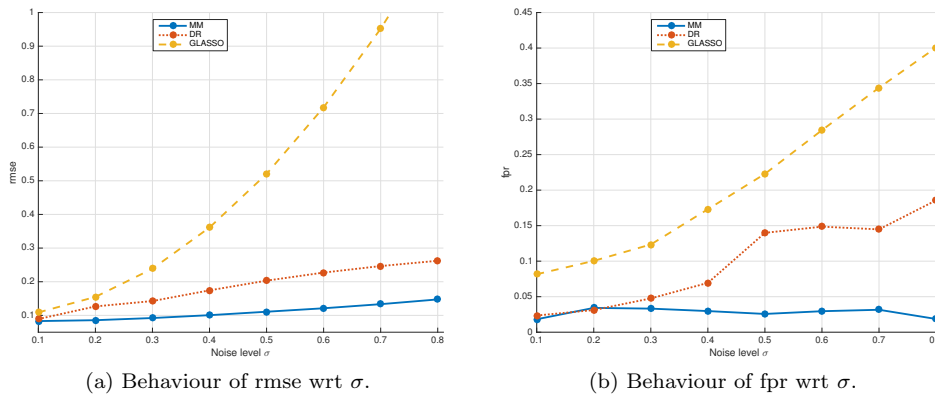 1
0.9
0.8
0.7
0.6
0.5
0.4
0.3
0.2
0.1
rmse
MM
DR
GLASSO
0.1 0.2 0.3 0.4 0.5 0.6 0.7 0.8
Noise level σ
(a) Behaviour of rmse wrt σ.
0.45
0.4
0.35
0.3
0.25
0.2
0.15
0.1
0.05
0
fpr
MM
DR
GLASSO
0.1 0.2 0.3 0.4 0.5 0.6 0.7
Noise level σ
(b) Behaviour of fpr wrt σ.